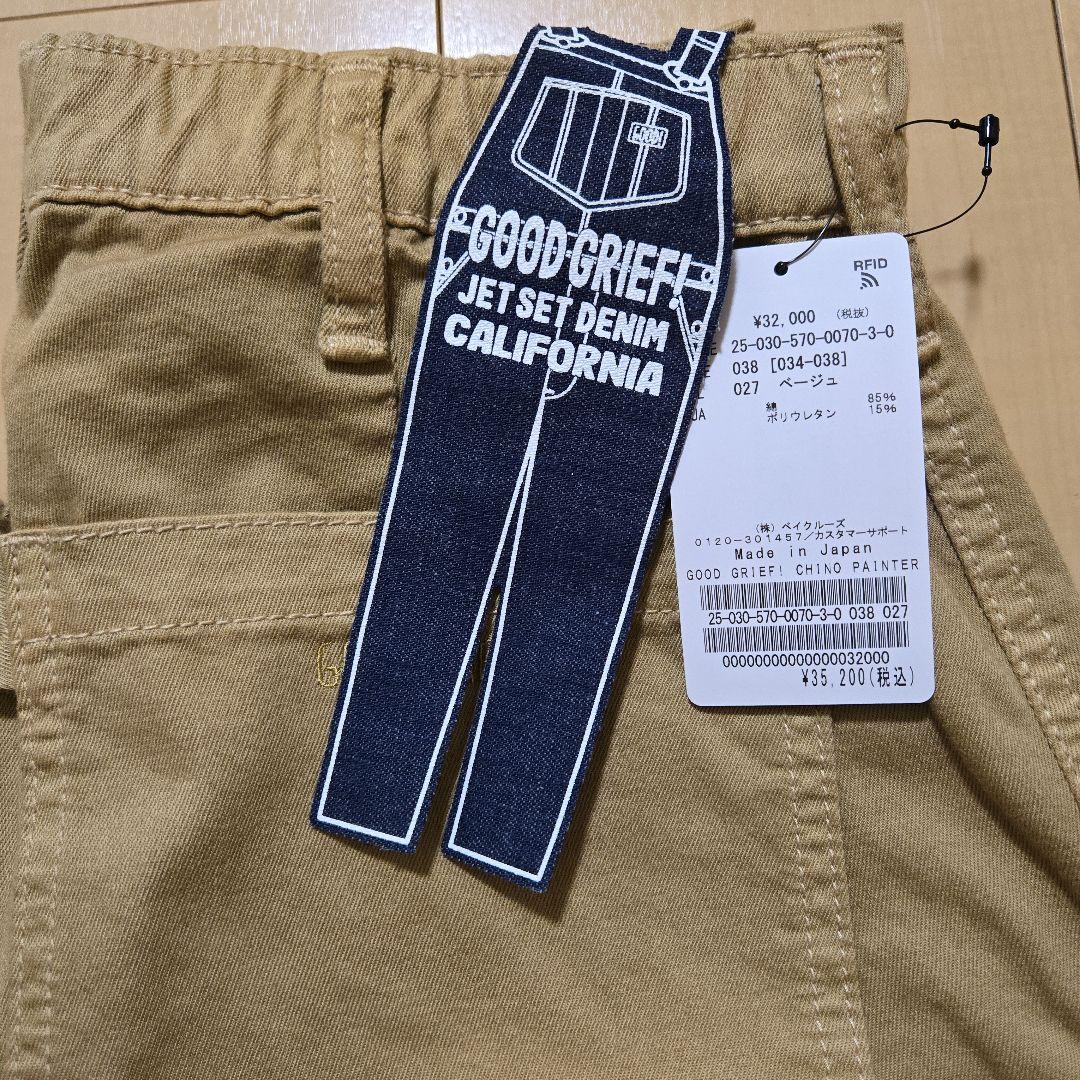 GOOD!
GOOD GRIEF!
JET SET DENIM
CALIFORNIA
RFID
¥32,000 (税抜)
25-030-570-0070-3-0
038 [034-038]
027 ベージュ
綿 85%
JA ポリウレタン 15%
(株) ベイクルーズ
0120-301457/カスタマーサポート
Made in Japan
GOOD GRIEF! CHINO PAINTER
25-030-570-0070-3-0 038 027
00000000000000032000
¥35,200(税込)